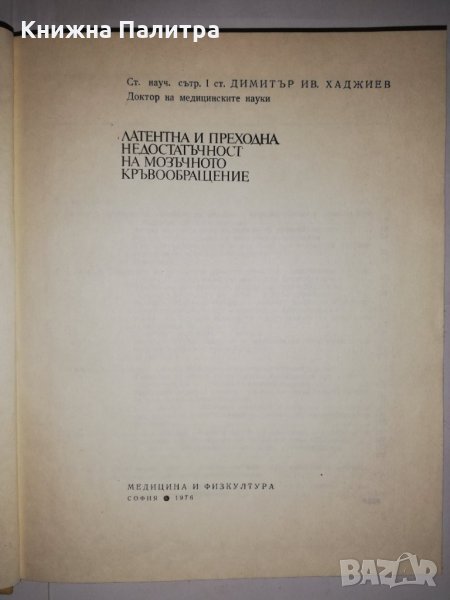 Книжна Палитра
Ст. науч. сътр. I ст. ДИМИТЪР ИВ. ХАДЖИЕВ
Доктор на медицинските науки
ЛАТЕНТНА И ПРЕХОДНА
НЕДОСТАТЪЧНОСТ
НА МОЗЪЧНОТО
КРЪВООБРАЩЕНИЕ
МЕДИЦИНА И ФИЗКУЛТУРА
СОФИЯ ● 1976
BAZAR